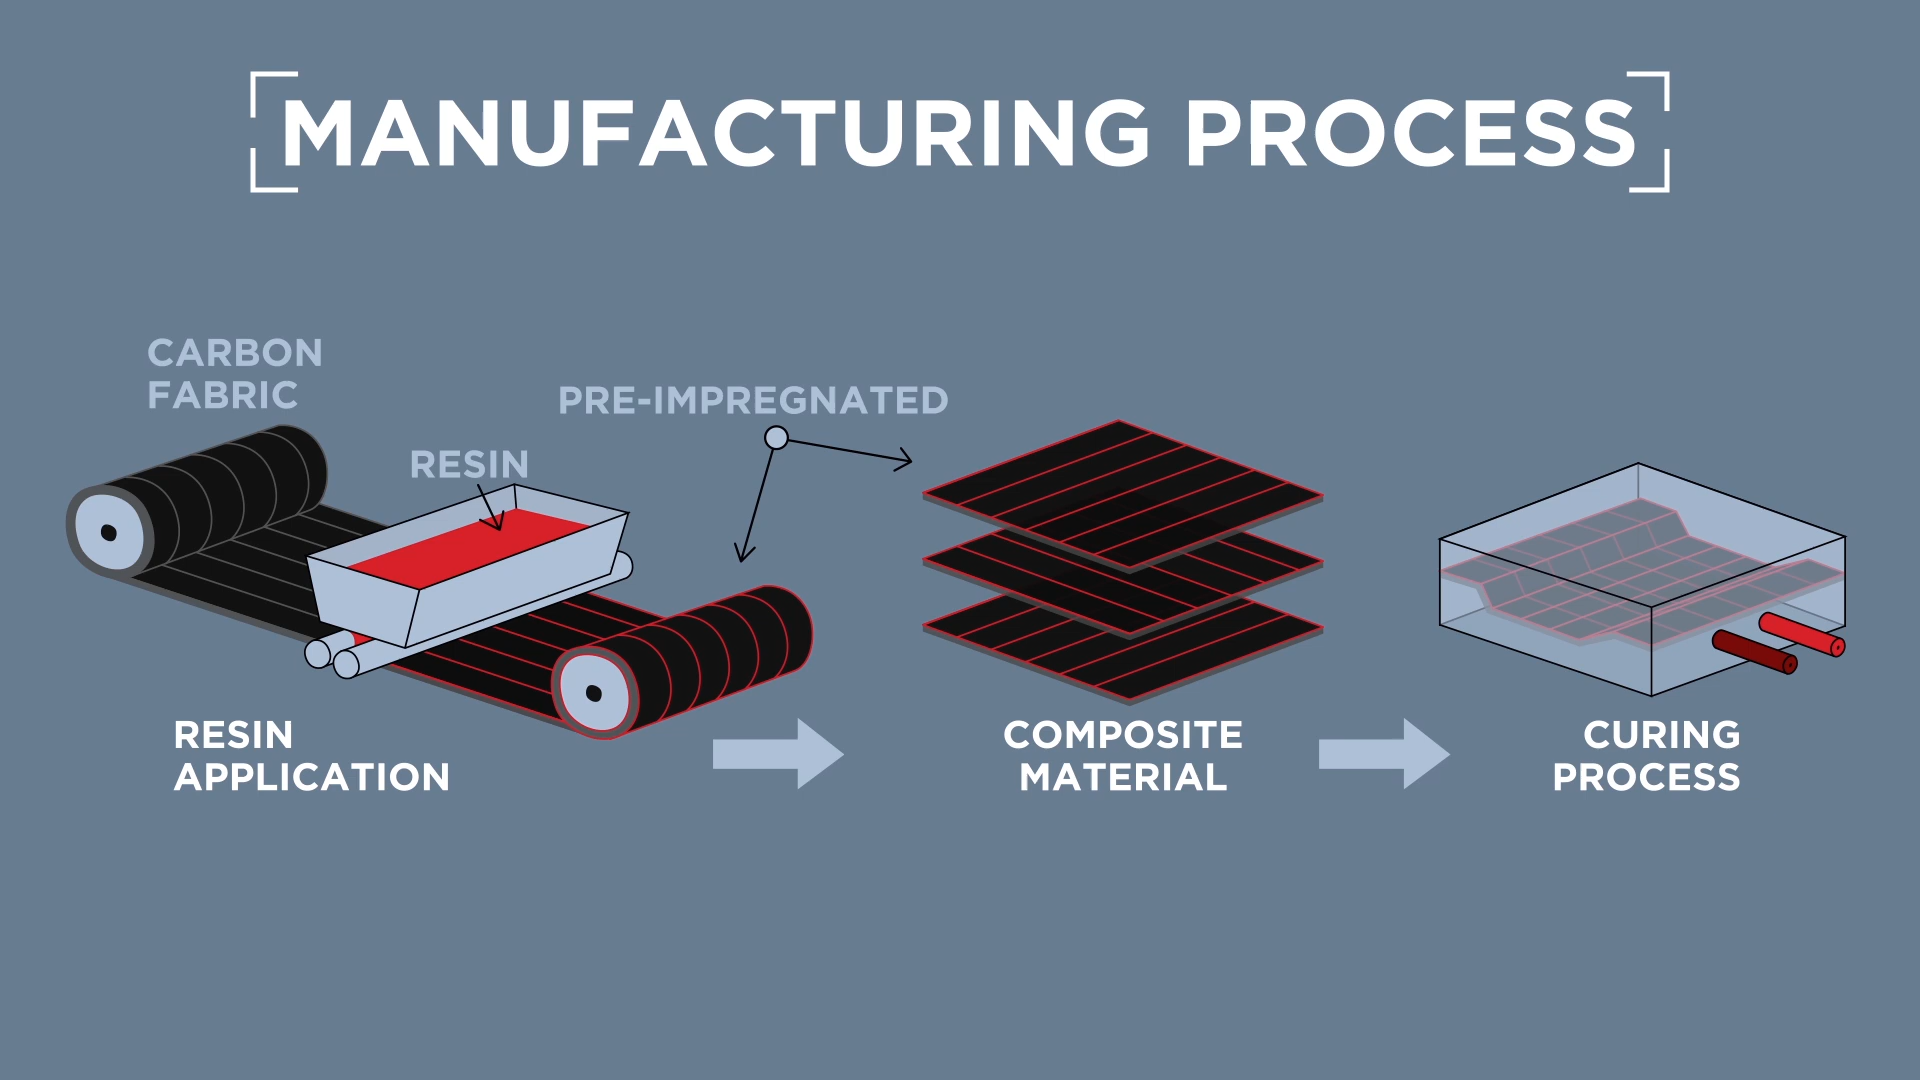 MANUFACTURING PROCESS
CARBON
FABRIC
RESIN
PRE-IMPREGNATED
RESIN
APPLICATION
COMPOSITE
MATERIAL
CURING
PROCESS